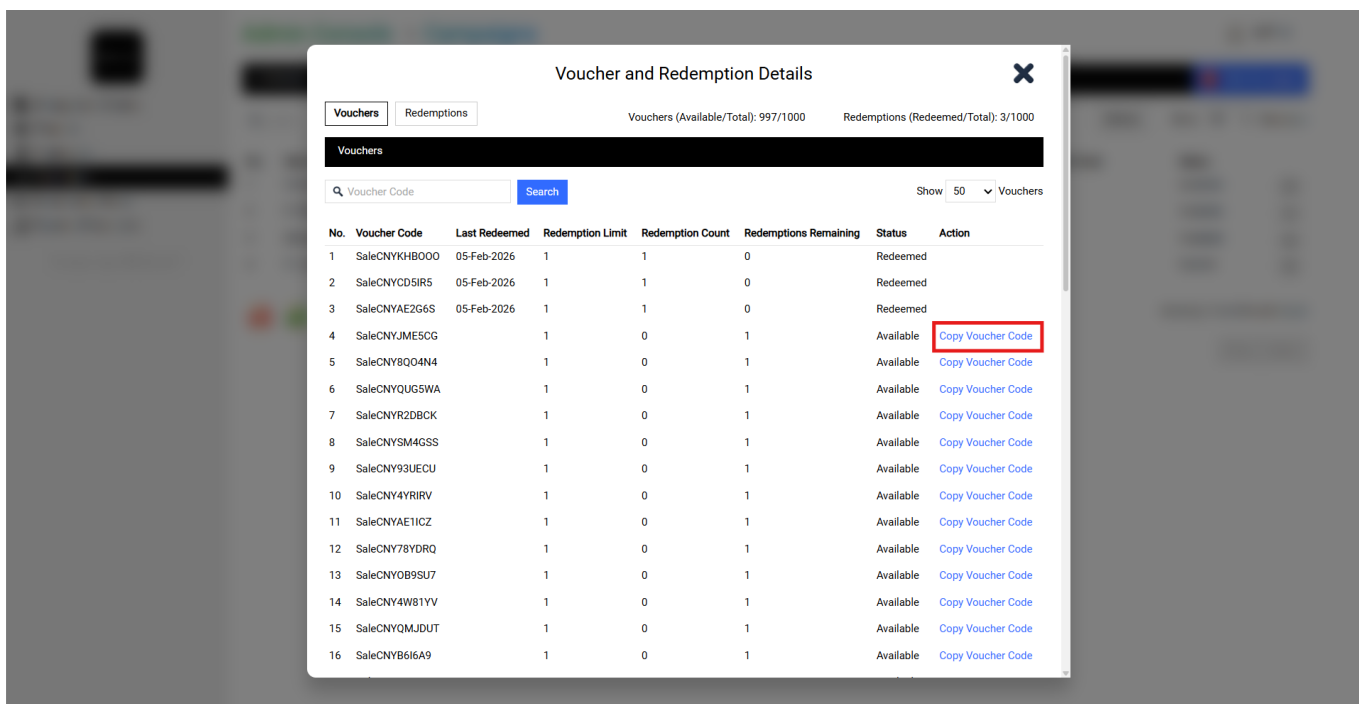 Voucher and Redemption Details
Vouchers Redemptions Vouchers (Available/Total): 997/1000 Redemptions (Redeemed/Total): 3/1000
Vouchers
Voucher Code Search Show 50 Vouchers
No. Voucher Code Last Redeemed Redemption Limit Redemption Count Redemptions Remaining Status Action
1 SaleCNYKHBOOO 05-Feb-2026 1 1 0 Redeemed
2 SaleCNYCD5IR5 05-Feb-2026 1 1 0 Redeemed
3 SaleCNYAE2G6S 05-Feb-2026 1 1 0 Redeemed
4 SaleCNYJME5CG 1 0 1 Available Copy Voucher Code
5 SaleCNY8QO4N4 1 0 1 Available Copy Voucher Code
6 SaleCNYQUG5WA 1 0 1 Available Copy Voucher Code
7 SaleCNYR2DBCK 1 0 1 Available Copy Voucher Code
8 SaleCNYSM4GSS 1 0 1 Available Copy Voucher Code
9 SaleCNY93UECU 1 0 1 Available Copy Voucher Code
10 SaleCNY4YRIRV 1 0 1 Available Copy Voucher Code
11 SaleCNYAE1ICZ 1 0 1 Available Copy Voucher Code
12 SaleCNY78YDRQ 1 0 1 Available Copy Voucher Code
13 SaleCNYOB9SU7 1 0 1 Available Copy Voucher Code
14 SaleCNY4W81YV 1 0 1 Available Copy Voucher Code
15 SaleCNYQMJDUT 1 0 1 Available Copy Voucher Code
16 SaleCNYB6I6A9 1 0 1 Available Copy Voucher Code